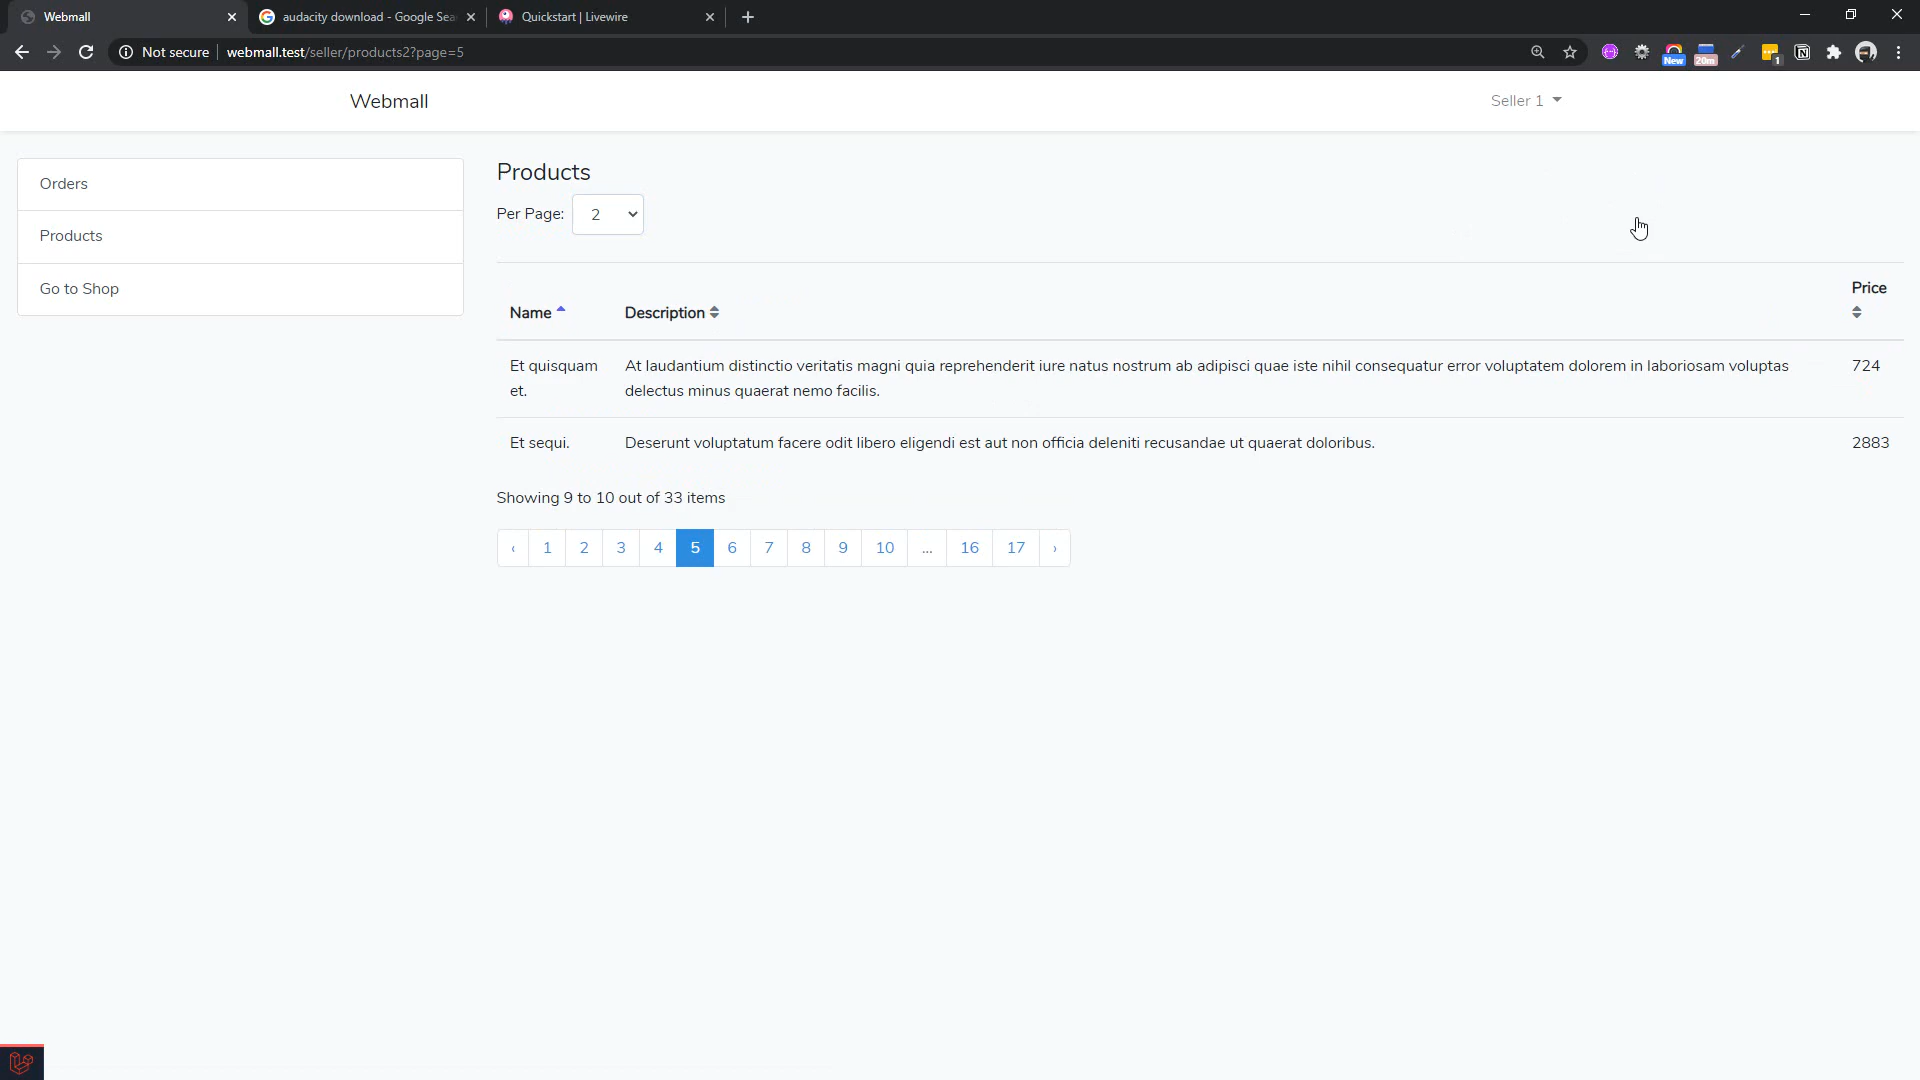 Webmall
audacity download - Google Sea
Quickstart | Livewire
Not secure
webmall.test/seller/products2?page=5
New
20m
1
Webmall
Seller 1
Orders
Products
Go to Shop
Products
Per Page:
2
Name
Description
Price
Et quisquam
et.
At laudantium distinctio veritatis magni quia reprehenderit iure natus nostrum ab adipisci quae iste nihil consequatur error voluptatem dolorem in laboriosam voluptas
delectus minus quaerat nemo facilis.
724
Et sequi.
Deserunt voluptatum facere odit libero eligendi est aut non officia deleniti recusandae ut quaerat doloribus.
2883
Showing 9 to 10 out of 33 items
‹ 1 2 3 4 5 6 7 8 9 10 ... 16 17 ›